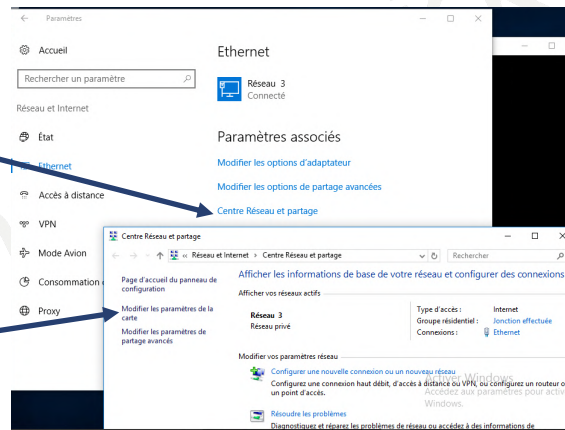 Paramètres
Accueil
Rechercher un paramètre
Réseau et Internet
État
Ethernet
Accès à distance
VPN
Mode Avion
Consommation
Proxy
Ethernet
Réseau 3
Connecté
Paramètres associés
Modifier les options d'adaptateur
Modifier les options de partage avancées
Centre Réseau et partage
Centre Réseau et partage
« Réseau et Internet > Centre Réseau et partage
Rechercher
Page d'accueil du panneau de
configuration
Modifier les paramètres de la
carte
Modifier les paramètres de
partage avancés
Afficher les informations de base de votre réseau et configurer des connexions
Afficher vos réseaux actifs
Réseau 3
Réseau privé
Type d'accès : Internet
Groupe résidentiel : Jonction effectuée
Connexions : Ethernet
Modifier vos paramètres réseau
Configurer une nouvelle connexion ou un nouveau réseau
Configurez une connexion haut débit, d'accès à distance ou VPN, ou configurez un routeur o
un point d'accès.
Résoudre les problèmes
Diagnostiquez et réparez les problèmes de réseau ou accédez à des informations de
Activer Windows
Accédez aux paramètres pour activ
Windows.